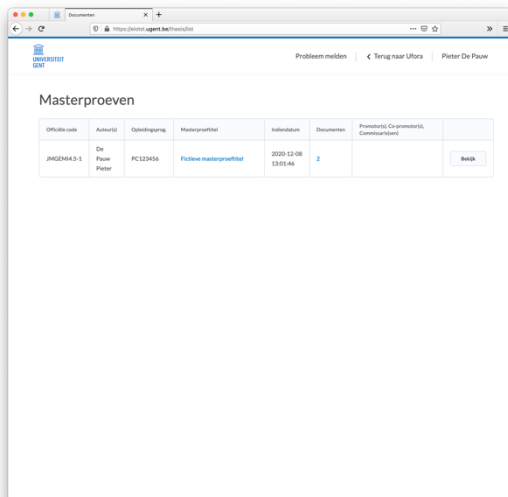 Documenten
https://elotst.ugent.be/thesis/list
UNIVERSITEIT
GENT
Probleem melden
Terug naar Ufora
Pieter De Pauw
Masterproeven
Officiële code
Auteur(s)
Opleidingsprog.
Masterproeftitel
Indiendatum
Documenten
Promotor(s), Co-promotor(s),
Commissaris(sen)
JMGEMI4.5-1
De
Pauw
Pieter
PC123456
Fictieve masterproeftitel
2020-12-08
13:01:46
2
Bekijk